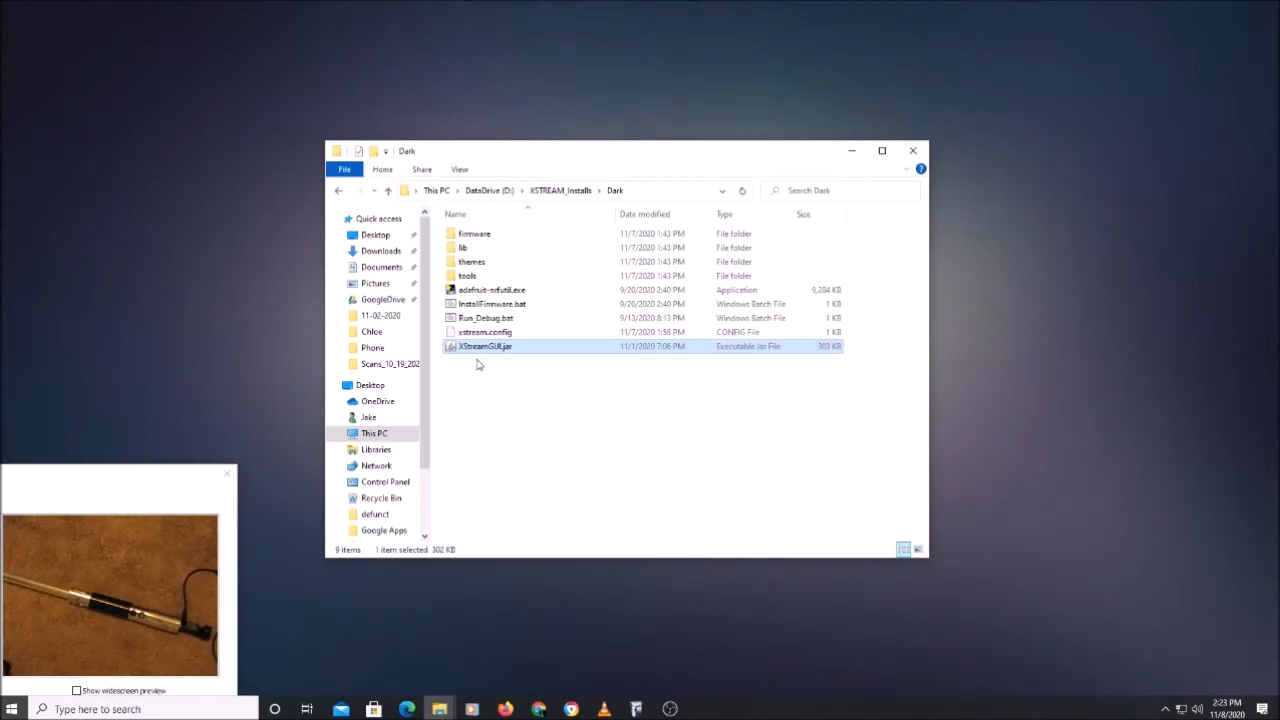 Dark
File Home Share View
This PC DataDrive (D:) XSTREAM_Installs Dark
Search Dark
Name Date modified Type Size
Quick access
Desktop
Downloads
Documents
Pictures
GoogleDrive
11-02-2020
Chloe
Phone
Scans_10_19_202
Desktop
OneDrive
Jake
This PC
Libraries
Network
Control Panel
Recycle Bin
defunct
Google Apps
firmware 11/7/2020 1:43 PM File folder
lib 11/7/2020 1:43 PM File folder
themes 11/7/2020 1:43 PM File folder
tools 11/7/2020 1:43 PM File folder
adafruit-nrfutil.exe 9/20/2020 2:40 PM Application 9,284 KB
InstallFirmware.bat 9/20/2020 2:40 PM Windows Batch File 1 KB
Run_Debug.bat 9/13/2020 8:13 PM Windows Batch File 1 KB
xstream.config 11/7/2020 1:58 PM CONFIG File 1 KB
XStreamGUI.jar 11/1/2020 7:06 PM Executable Jar File 303 KB
9 items 1 item selected 302 KB
Show widescreen preview
Type here to search
2:23 PM
11/8/2020